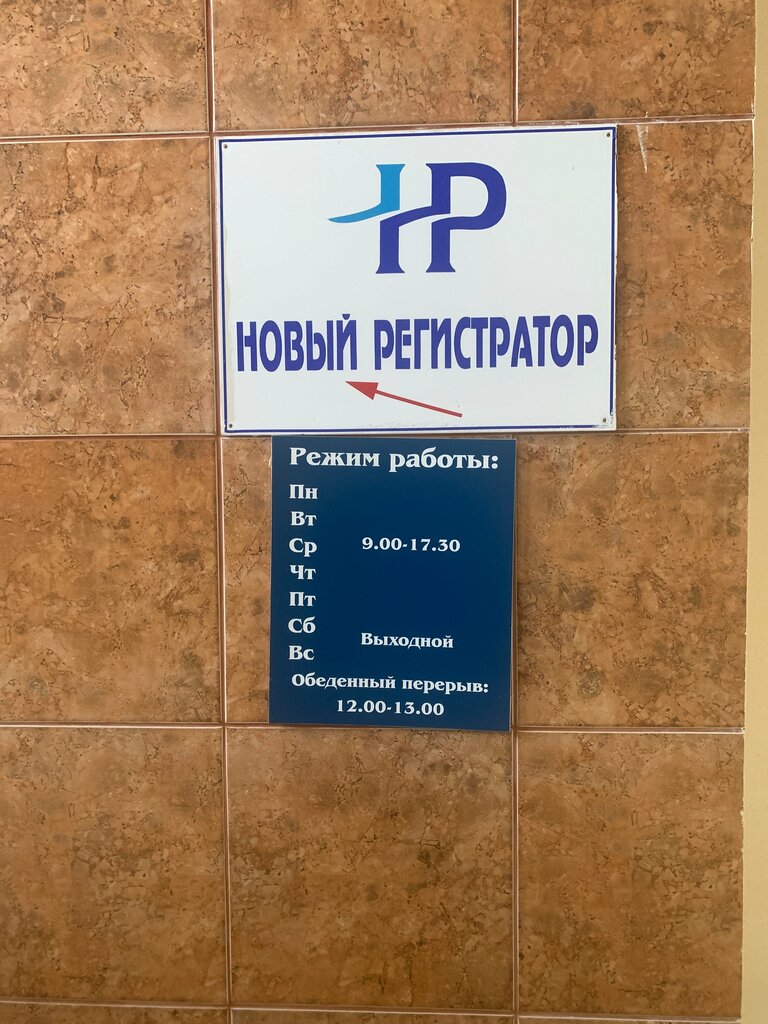 НР
НОВЫЙ РЕГИСТРАТОР
Режим работы:
Пн
Вт
Ср 9.00-17.30
Чт
Пт
Сб
Выходной
Вс
Обеденный перерыв:
12.00-13.00